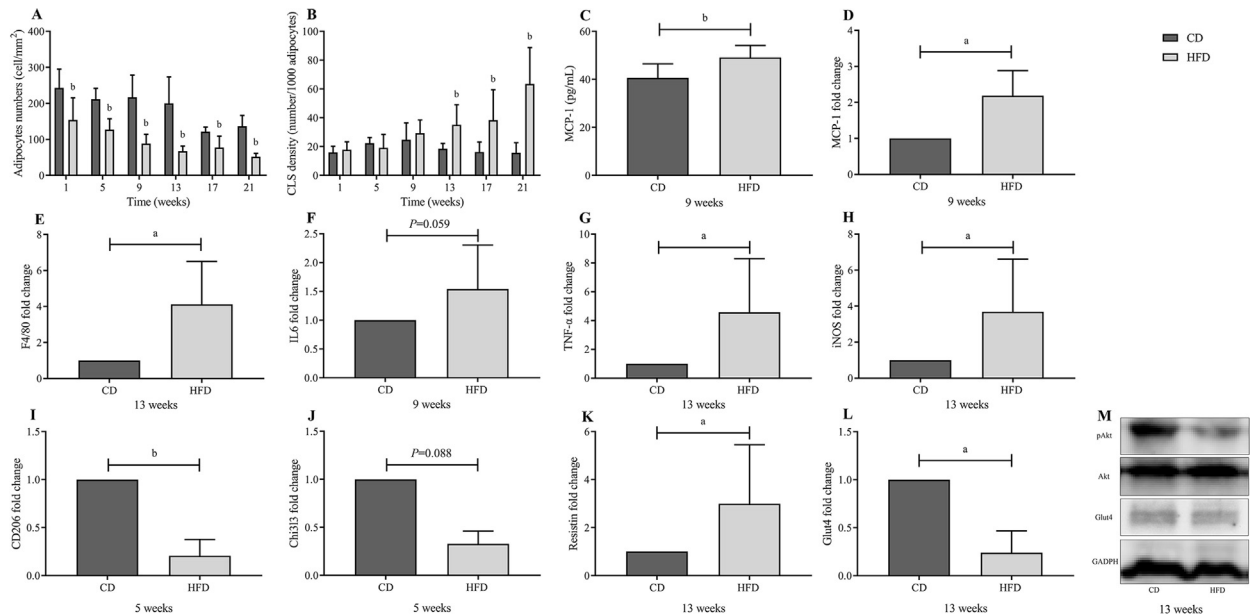 A
Adipocytes numbers (cell/mm²)
400
300
200
100
0
b
b
b
b
b
b
1 5 9 13 17 21
Time (weeks)
B
CLS density (number/1000 adipocytes)
100
80
60
40
20
0
b
b
b
1 5 9 13 17 21
Time (weeks)
C
MCP-1 (pg/mL)
60
40
20
0
b
CD HFD
9 weeks
D
MCP-1 fold change
4
3
2
1
0
a
CD HFD
9 weeks
CD
HFD
E
F4/80 fold change
8
6
4
2
0
a
CD HFD
13 weeks
F
IL6 fold change
2.5
2.0
1.5
1.0
0.5
0.0
P=0.059
CD HFD
9 weeks
G
TNF-α fold change
10
8
6
4
2
0
a
CD HFD
13 weeks
H
iNOS fold change
8
6
4
2
0
a
CD HFD
13 weeks
I
CD206 fold change
1.5
1.0
0.5
0.0
b
CD HFD
5 weeks
J
Chi3l3 fold change
1.5
1.0
0.5
0.0
P=0.088
CD HFD
5 weeks
K
Resistin fold change
6
4
2
0
a
CD HFD
13 weeks
L
Glut4 fold change
1.5
1.0
0.5
0.0
a
CD HFD
13 weeks
M
pAkt
Akt
Glut4
GADPH
CD HFD
13 weeks